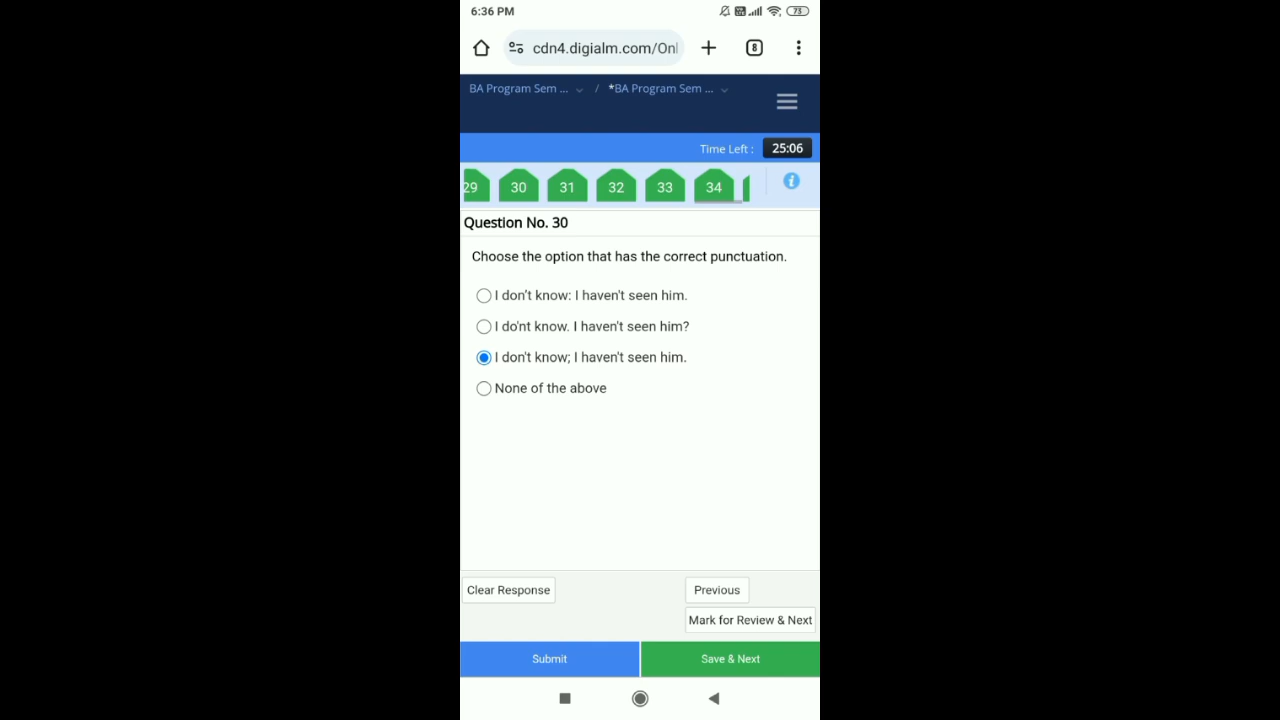 6:36 PM
73
cdn4.digialm.com/Onl
8
BA Program Sem ... / *BA Program Sem ...
Time Left : 25:06
29 30 31 32 33 34
Question No. 30
Choose the option that has the correct punctuation.
I don’t know: I haven't seen him.
I do'nt know. I haven't seen him?
I don't know; I haven't seen him.
None of the above
Clear Response Previous
Mark for Review & Next
Submit Save & Next